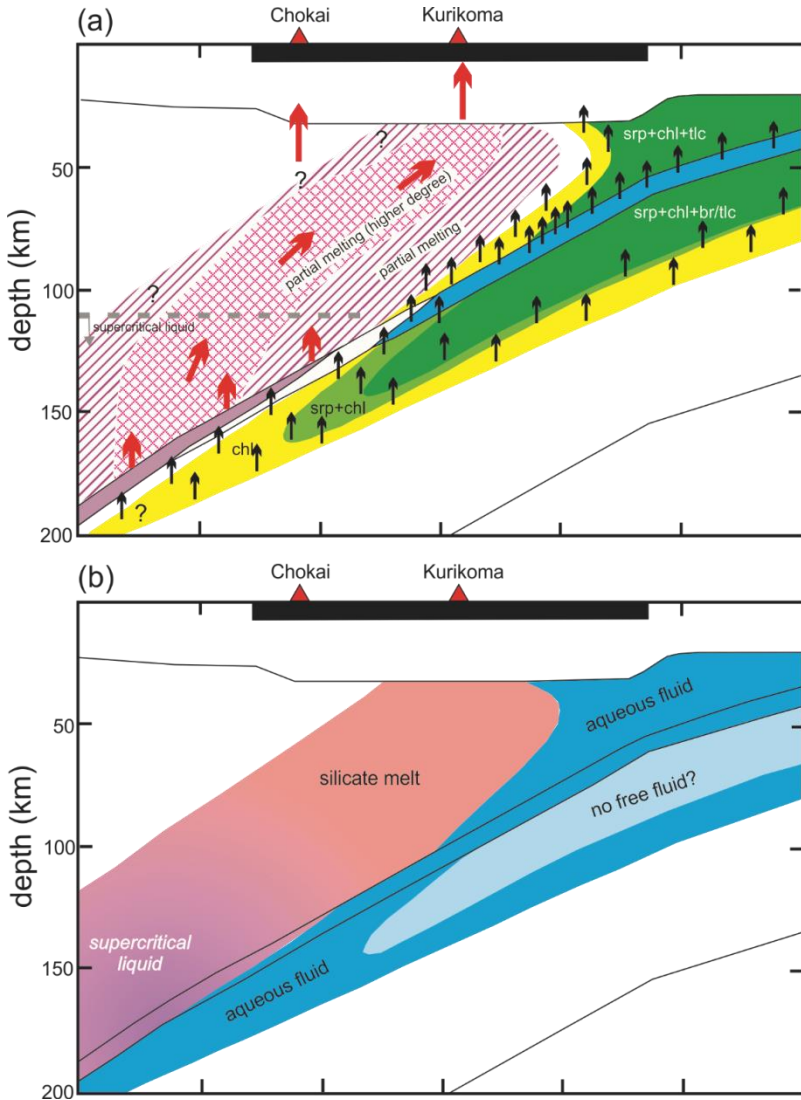 (a)
Chokai
Kurikoma
srp+chl+tlc
50
?
?
partial melting (higher degree)
srp+chl+br/tlc
partial melting
depth (km)
100
?
supercritical liquid
150
srp+chl
chl
?
200
(b)
Chokai
Kurikoma
50
aqueous fluid
silicate melt
no free fluid?
depth (km)
100
supercritical
liquid
150
aqueous fluid
200